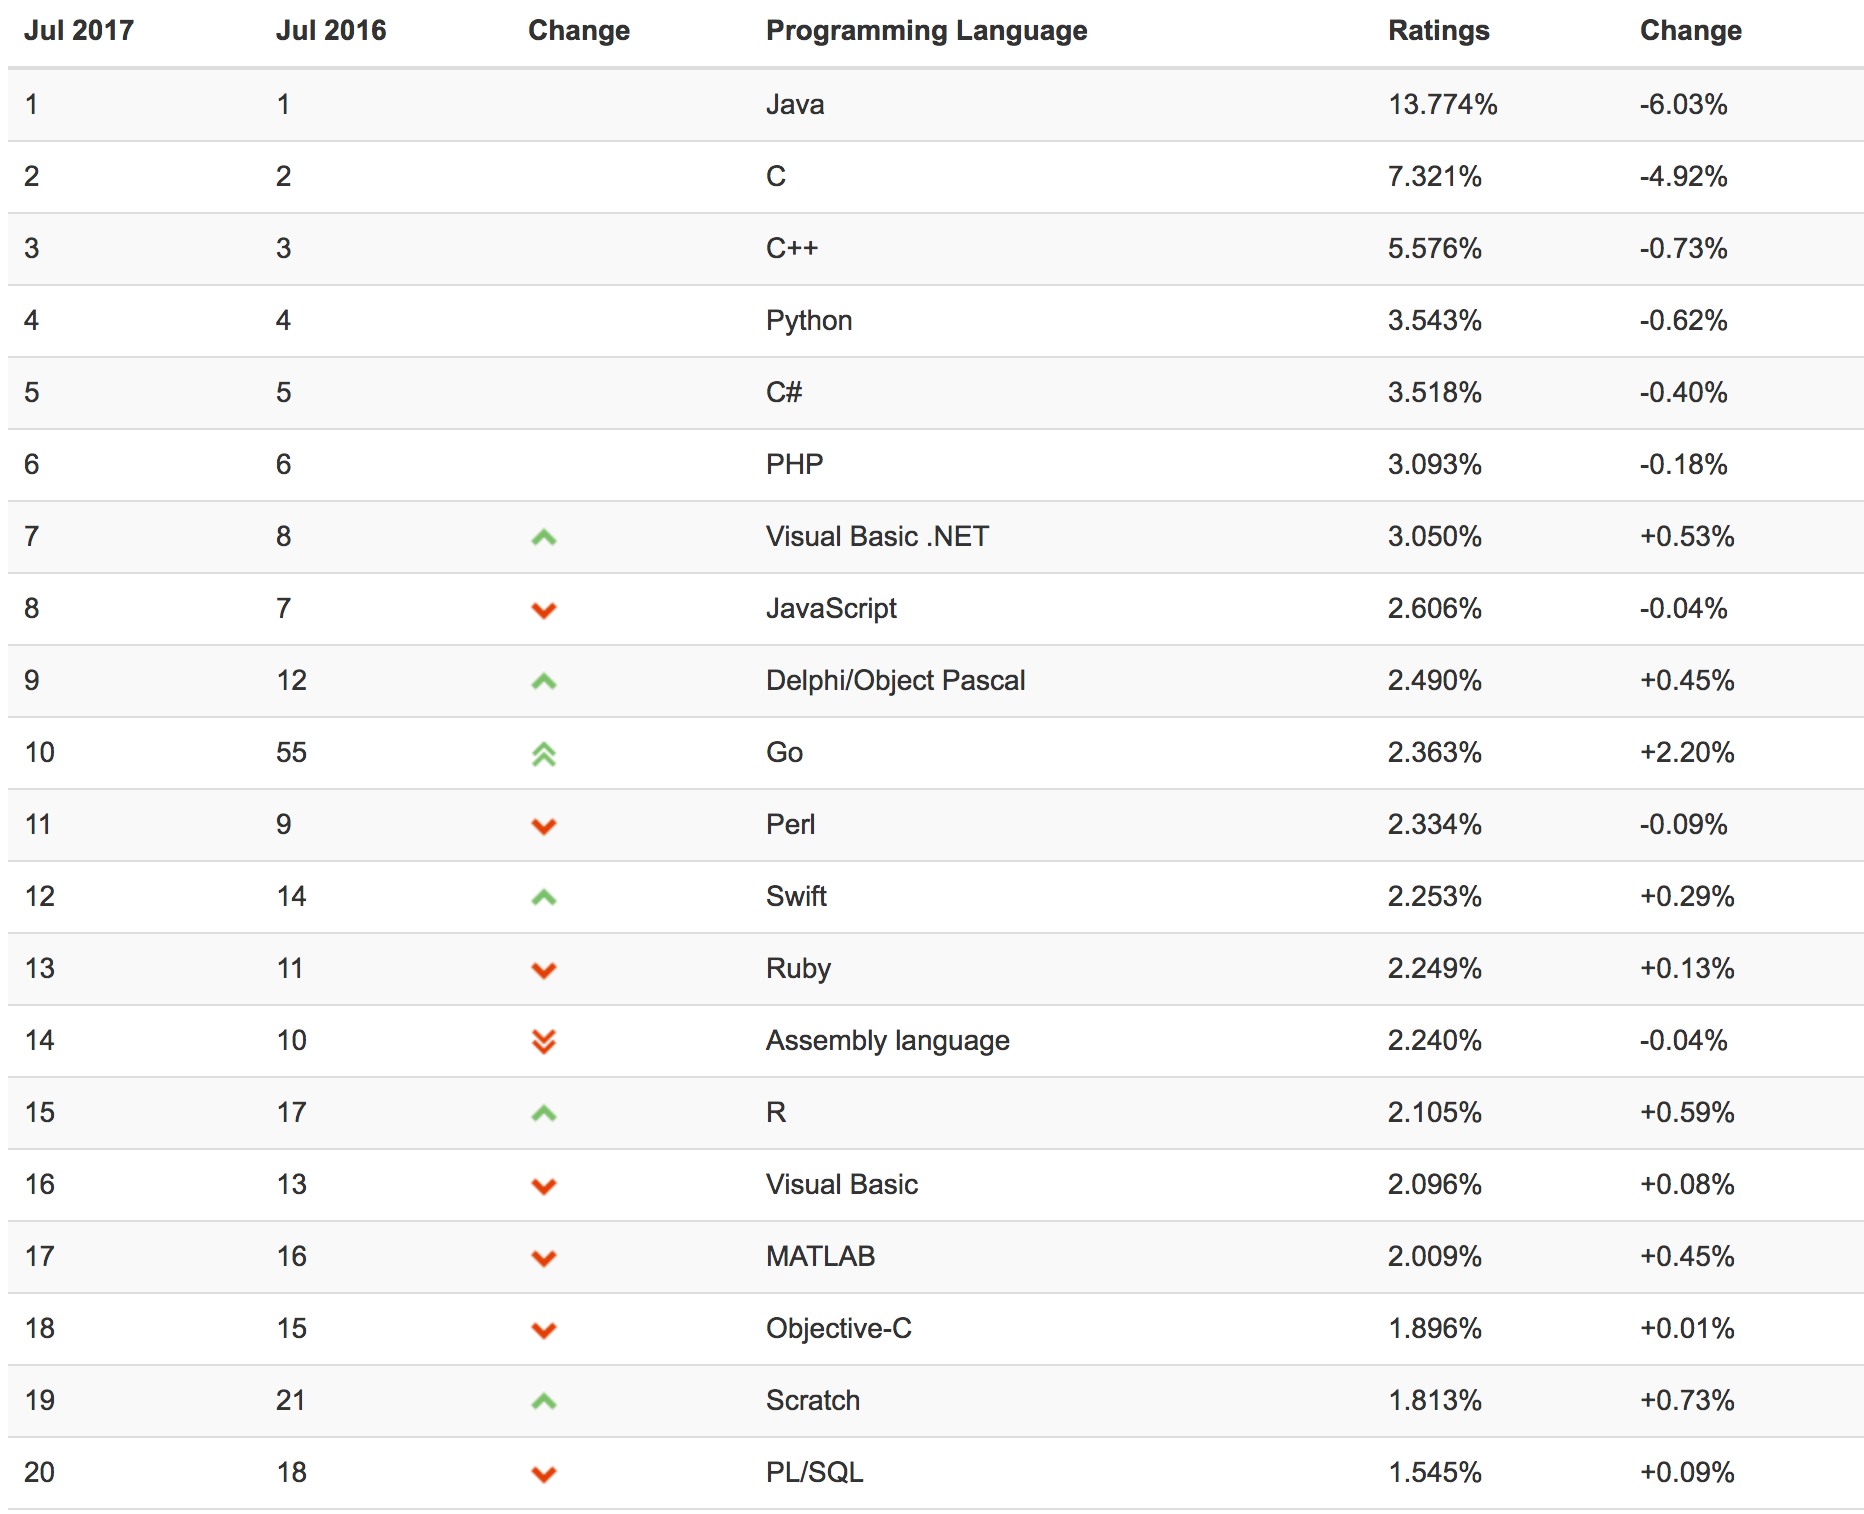 Jul 2017 Jul 2016 Change Programming Language Ratings Change
1 1 Java 13.774% -6.03%
2 2 C 7.321% -4.92%
3 3 C++ 5.576% -0.73%
4 4 Python 3.543% -0.62%
5 5 C# 3.518% -0.40%
6 6 PHP 3.093% -0.18%
7 8 Visual Basic .NET 3.050% +0.53%
8 7 JavaScript 2.606% -0.04%
9 12 Delphi/Object Pascal 2.490% +0.45%
10 55 Go 2.363% +2.20%
11 9 Perl 2.334% -0.09%
12 14 Swift 2.253% +0.29%
13 11 Ruby 2.249% +0.13%
14 10 Assembly language 2.240% -0.04%
15 17 R 2.105% +0.59%
16 13 Visual Basic 2.096% +0.08%
17 16 MATLAB 2.009% +0.45%
18 15 Objective-C 1.896% +0.01%
19 21 Scratch 1.813% +0.73%
20 18 PL/SQL 1.545% +0.09%